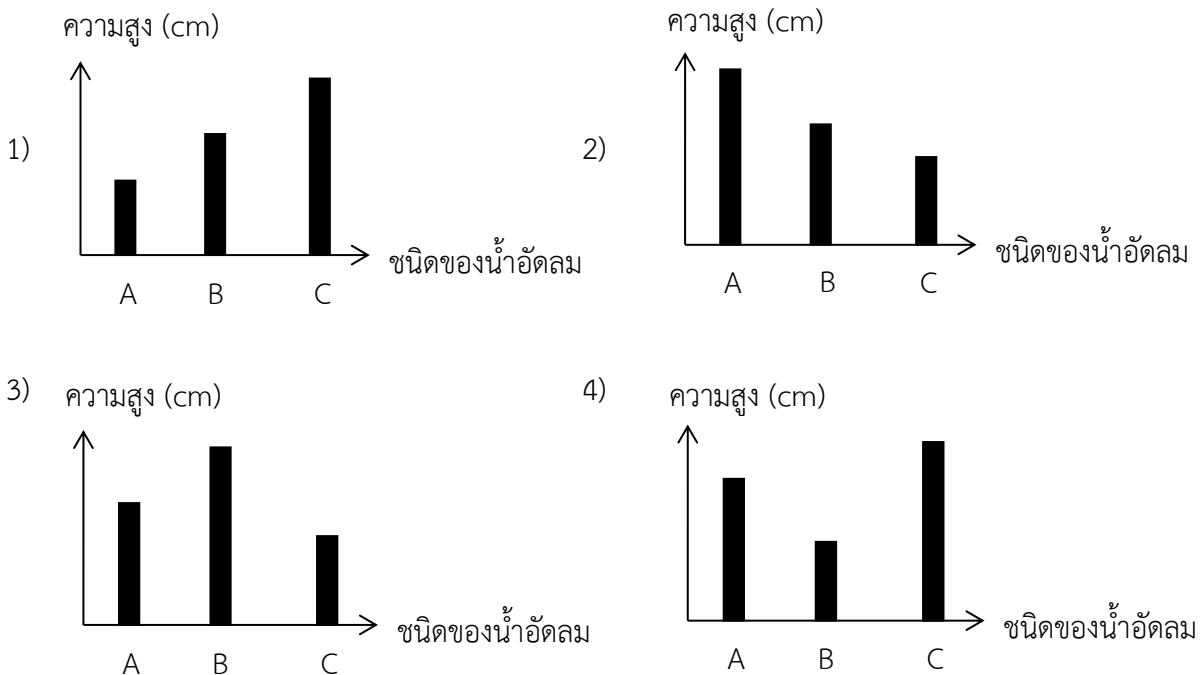 1)
ความสูง (cm)
ชนิดของน้ำอัดลม
A B C
2)
ความสูง (cm)
ชนิดของน้ำอัดลม
A B C
3)
ความสูง (cm)
ชนิดของน้ำอัดลม
A B C
4)
ความสูง (cm)
ชนิดของน้ำอัดลม
A B C